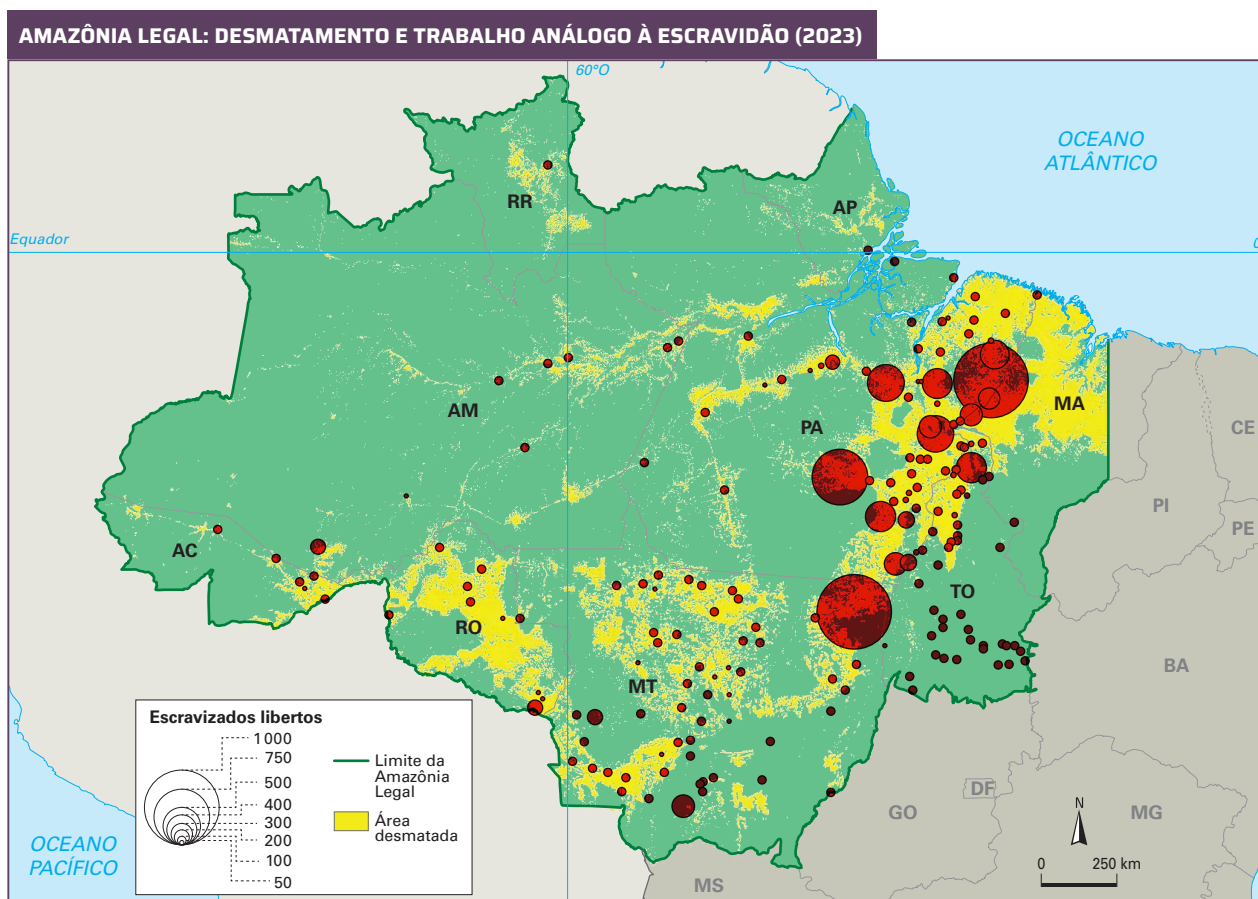 AMAZÔNIA LEGAL: DESMATAMENTO E TRABALHO ANÁLOGO À ESCRAVIDÃO (2023)
60°O
OCEANO
ATLÂNTICO
RR
AP
Equador
0
AM
PA
MA
CE
PI
PE
AC
TO
RO
BA
MT
Escravizados libertos
1 000
750
500
400
300
200
100
50
Limite da
Amazônia
Legal
Área
desmatada
OCEANO
PACÍFICO
DF
GO
MG
MS
N
0 250 km